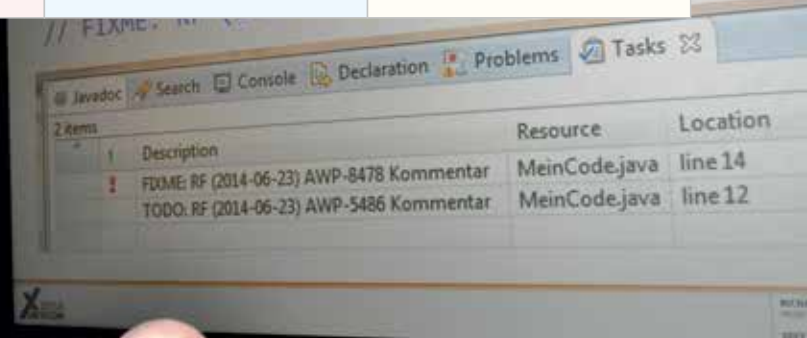 // FIXME: RF (
Javadoc Search Console Declaration Problems Tasks
2 items
! Description Resource Location
! FIXME: RF (2014-06-23) AWP-8478 Kommentar MeinCode.java line 14
TODO: RF (2014-06-23) AWP-5486 Kommentar MeinCode.java line 12